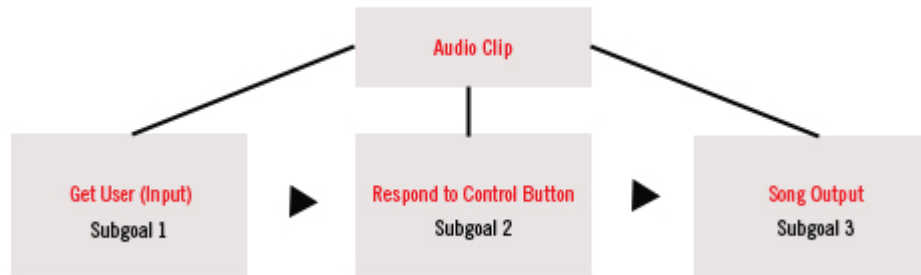 Audio Clip
Get User (Input)
Subgoal 1
Respond to Control Button
Subgoal 2
Song Output
Subgoal 3